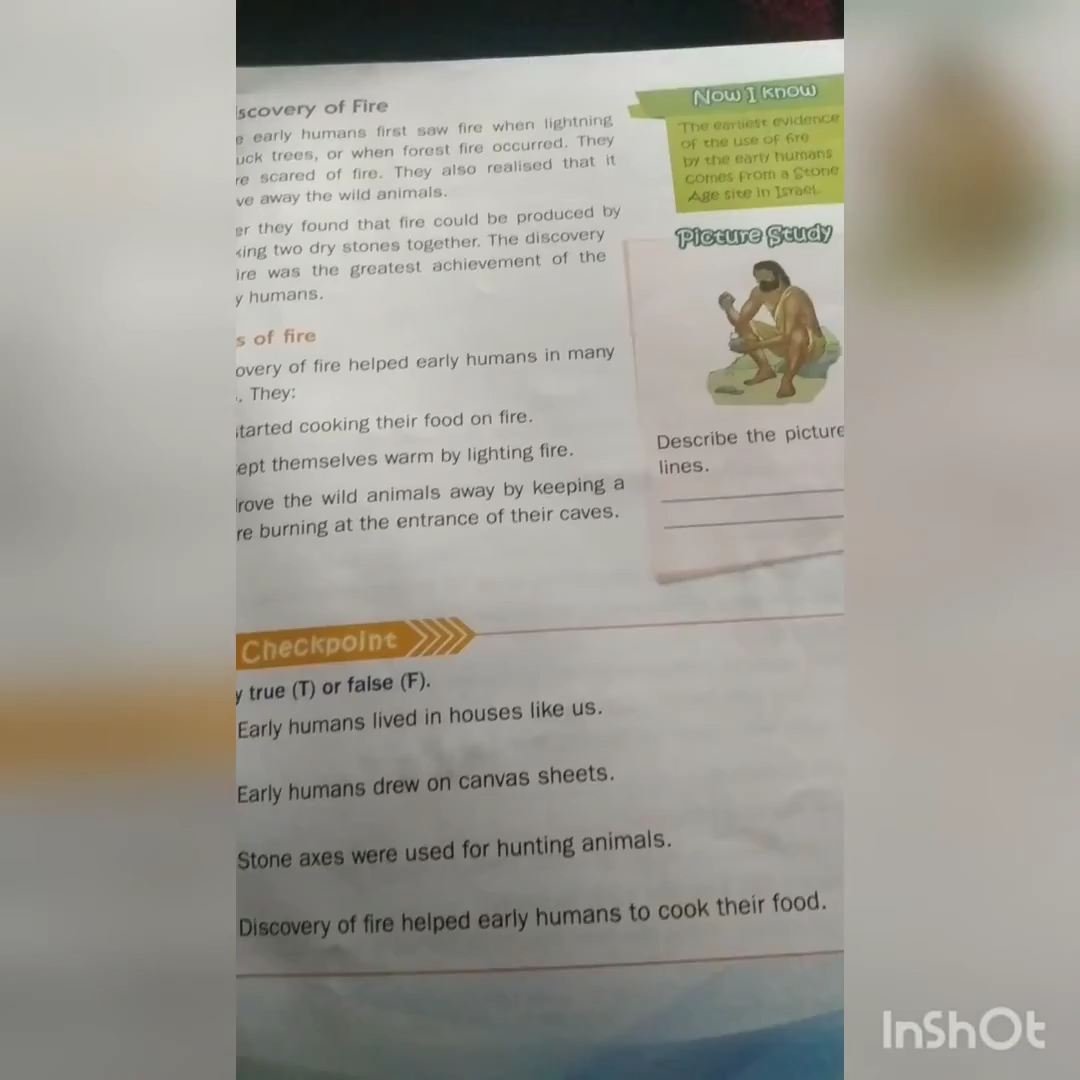 scovery of Fire
e early humans first saw fire when lightning
uck trees, or when forest fire occurred. They
re scared of fire. They also realised that it
ve away the wild animals.
er they found that fire could be produced by
king two dry stones together. The discovery
ire was the greatest achievement of the
y humans.
s of fire
overy of fire helped early humans in many
. They:
tarted cooking their food on fire.
ept themselves warm by lighting fire.
rove the wild animals away by keeping a
re burning at the entrance of their caves.
Now I know
The earliest evidence
of the use of fire
by the early humans
comes from a Stone
Age site in Israel.
Picture Study
Describe the picture
lines.
Checkpoint
y true (T) or false (F).
Early humans lived in houses like us.
Early humans drew on canvas sheets.
Stone axes were used for hunting animals.
Discovery of fire helped early humans to cook their food.
InShOt